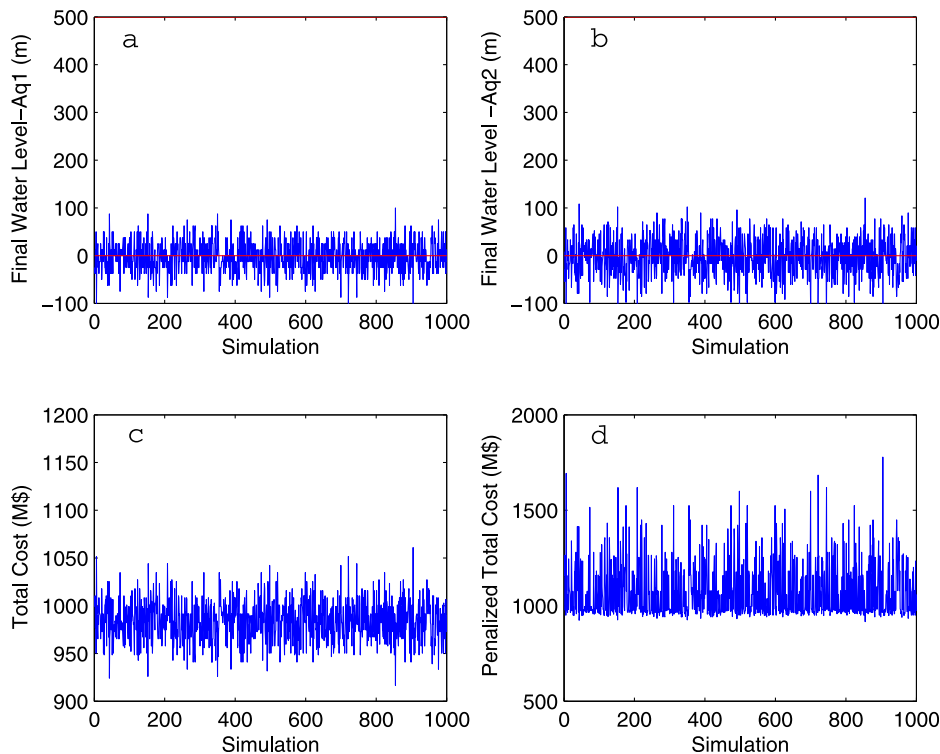 a
Final Water Level-Aq1 (m)
500
400
300
200
100
0
−100
0 200 400 600 800 1000
Simulation
b
Final Water Level -Aq2 (m)
500
400
300
200
100
0
−100
0 200 400 600 800 1000
Simulation
c
Total Cost (M$)
1200
1150
1100
1050
1000
950
900
0 200 400 600 800 1000
Simulation
d
Penalized Total Cost (M$)
2000
1500
1000
500
0 200 400 600 800 1000
Simulation